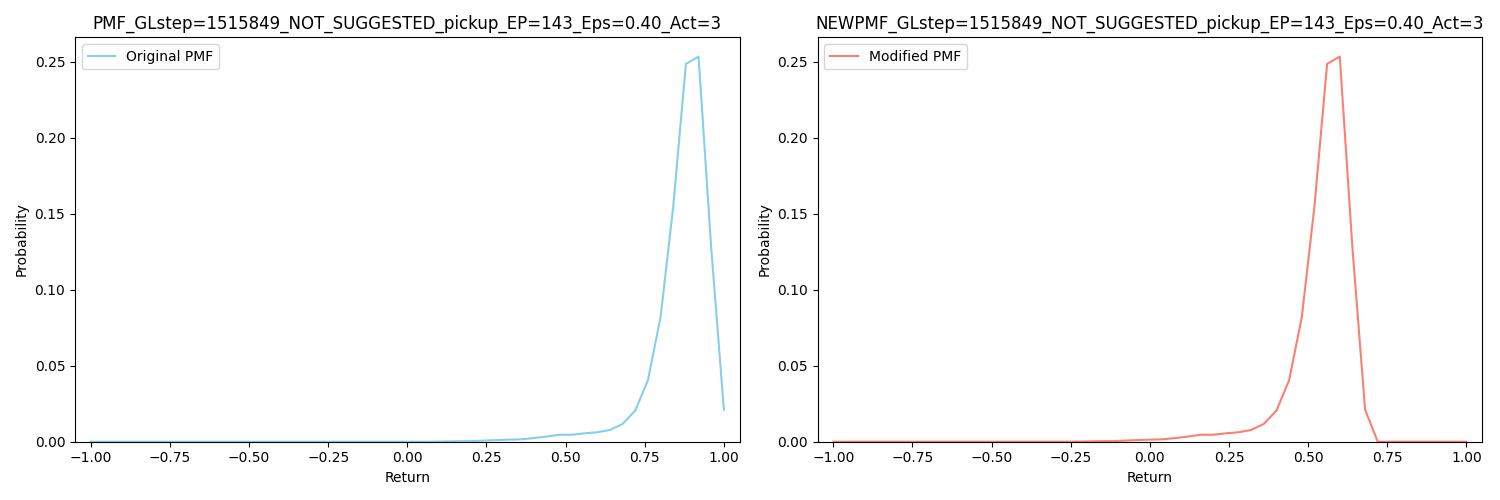 PMF_GLstep=1515849_NOT_SUGGESTED_pickup_EP=143_Eps=0.40_Act=3
Original PMF
0.25
0.20
0.15
0.10
0.05
0.00
Probability
−1.00 −0.75 −0.50 −0.25 0.00 0.25 0.50 0.75 1.00
Return
NEWPMF_GLstep=1515849_NOT_SUGGESTED_pickup_EP=143_Eps=0.40_Act=3
Modified PMF
0.25
0.20
0.15
0.10
0.05
0.00
Probability
−1.00 −0.75 −0.50 −0.25 0.00 0.25 0.50 0.75 1.00
Return